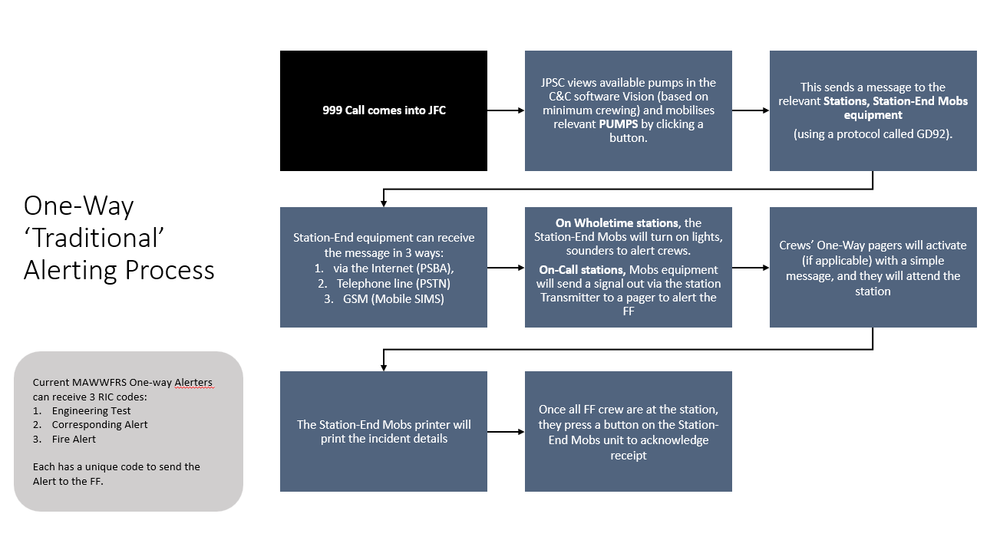 One-Way
‘Traditional’
Alerting Process
999 Call comes into JFC
JPSC views available pumps in the
C&C software Vision (based on
minimum crewing) and mobilises
relevant PUMPS by clicking a
button.
This sends a message to the
relevant Stations, Station-End Mobs
equipment
(using a protocol called GD92).
Station-End equipment can receive
the message in 3 ways:
1. via the Internet (PSBA),
2. Telephone line (PSTN)
3. GSM (Mobile SIMS)
On Wholetime stations, the
Station-End Mobs will turn on lights,
sounders to alert crews.
On-Call stations, Mobs equipment
will send a signal out via the station
Transmitter to a pager to alert the
FF
Crews’ One-Way pagers will activate
(if applicable) with a simple
message, and they will attend the
station
The Station-End Mobs printer will
print the incident details
Once all FF crew are at the station,
they press a button on the Station-
End Mobs unit to acknowledge
receipt
Current MAWWFRS One-way Alerters
can receive 3 RIC codes:
1. Engineering Test
2. Corresponding Alert
3. Fire Alert
Each has a unique code to send the
Alert to the FF.